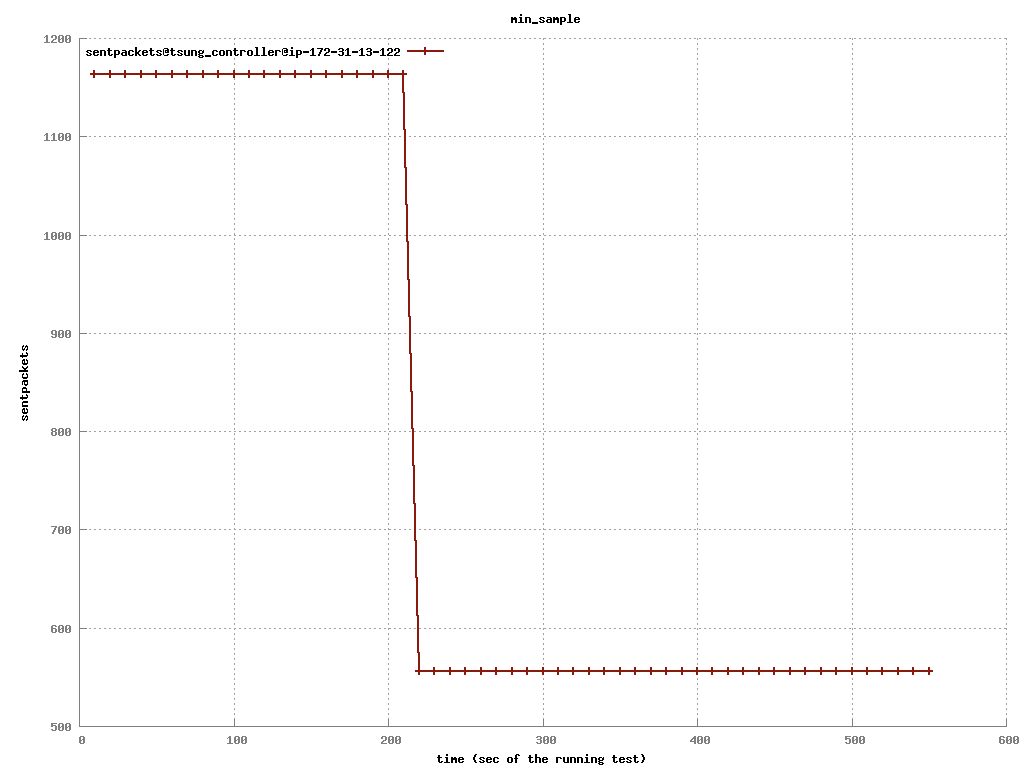 min_sample
sentpackets@tsung_controller@ip-172-31-13-122
1200
1100
1000
900
800
700
600
500
sentpackets
0 100 200 300 400 500 600
time (sec of the running test)